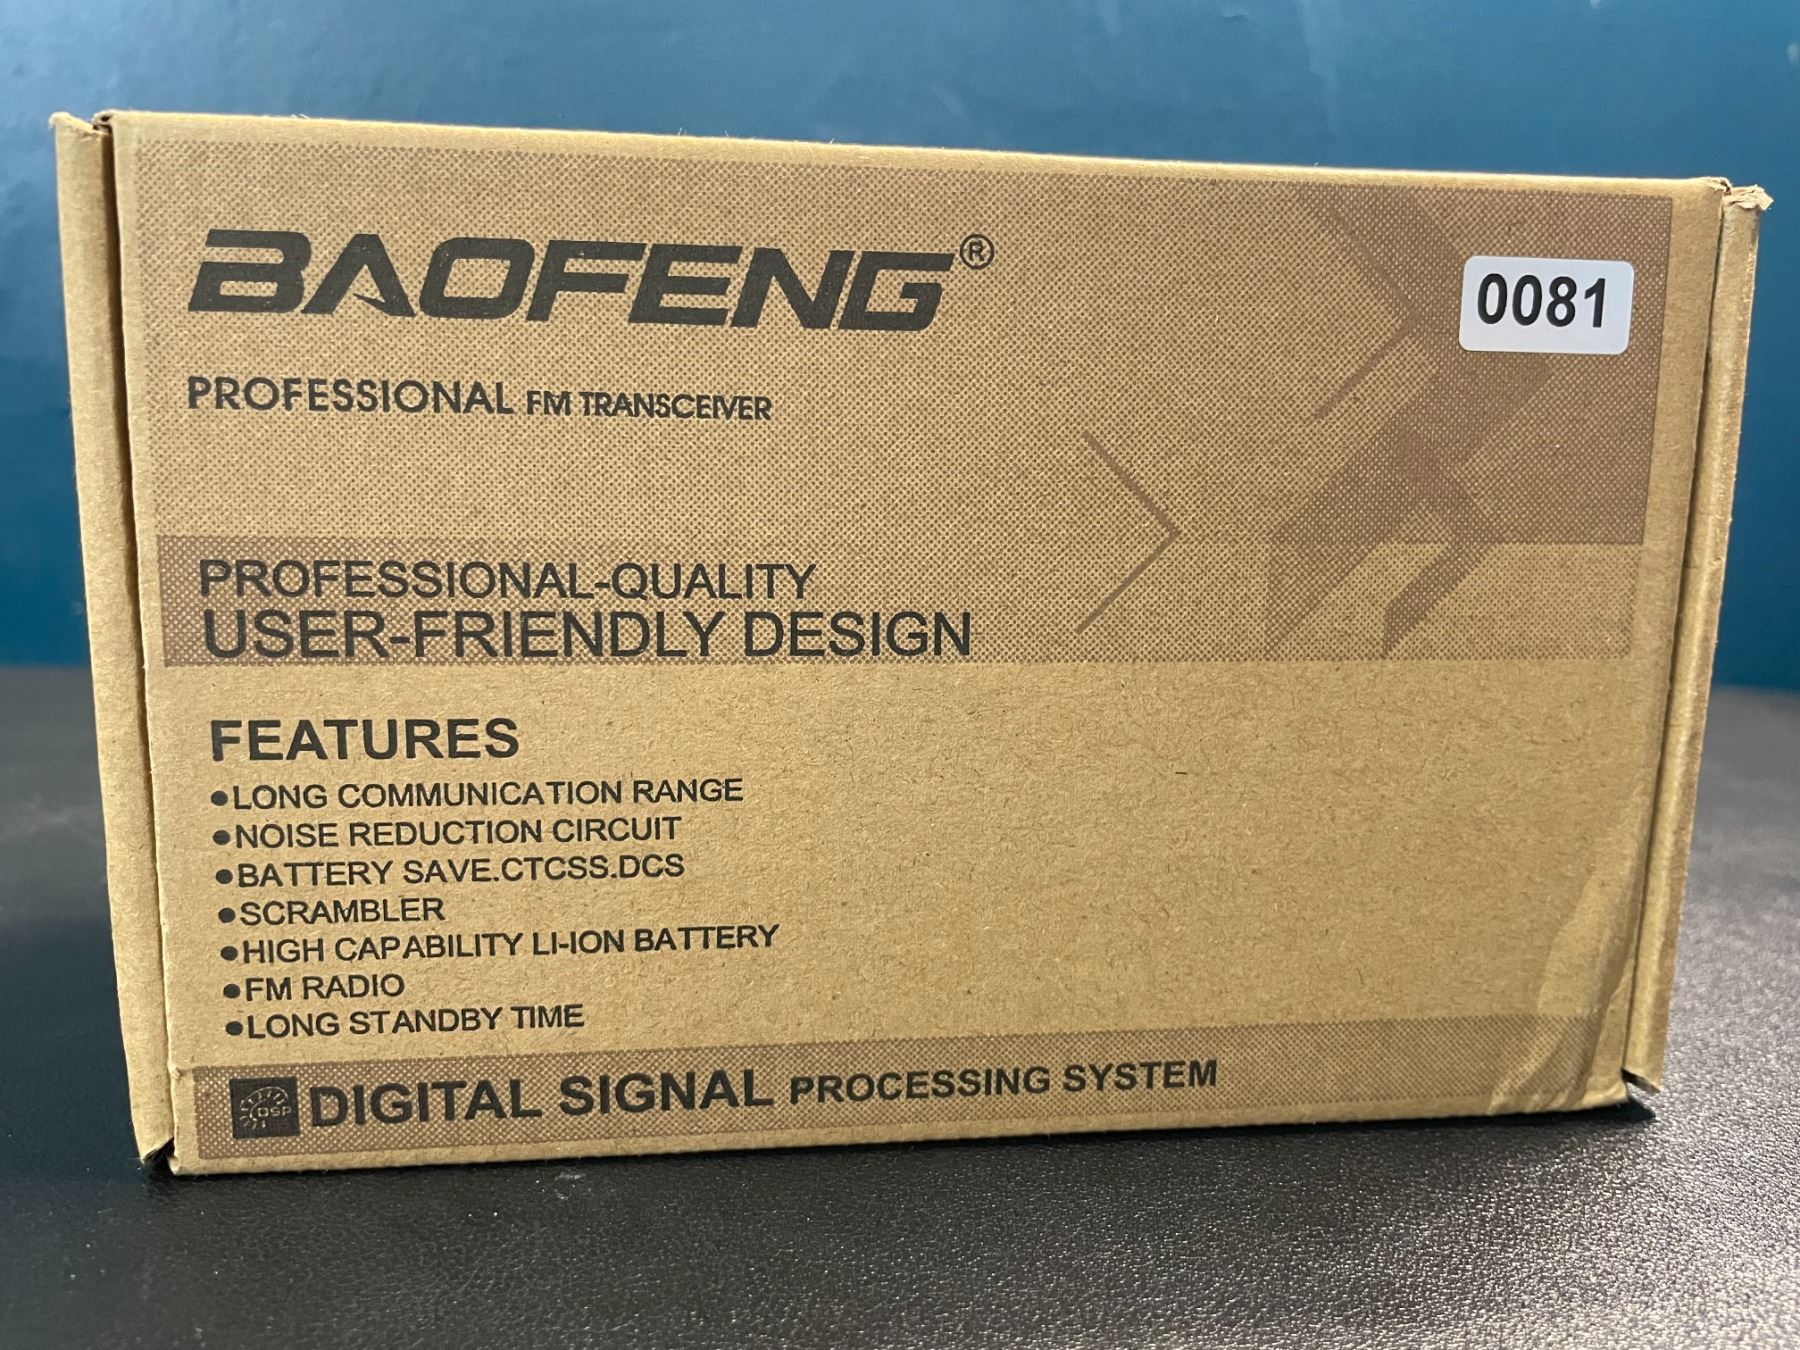 BAOFENG®
0081
PROFESSIONAL FM TRANSCEIVER
PROFESSIONAL-QUALITY
USER-FRIENDLY DESIGN
FEATURES
•LONG COMMUNICATION RANGE
•NOISE REDUCTION CIRCUIT
•BATTERY SAVE.CTCSS.DCS
•SCRAMBLER
•HIGH CAPABILITY LI-ION BATTERY
•FM RADIO
•LONG STANDBY TIME
DSP DIGITAL SIGNAL PROCESSING SYSTEM